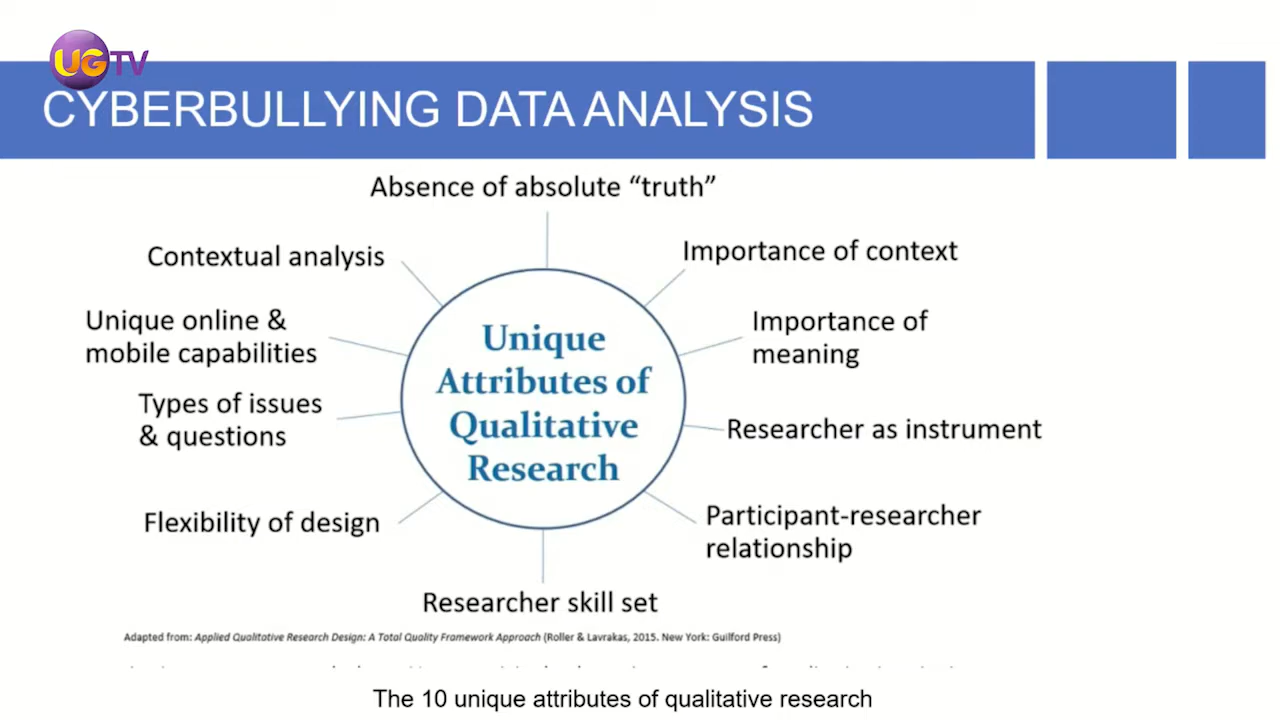 UGTV
CYBERBULLYING DATA ANALYSIS
Absence of absolute “truth”
Contextual analysis
Importance of context
Unique online &
mobile capabilities
Importance of
meaning
Types of issues
& questions
Researcher as instrument
Flexibility of design
Participant-researcher
relationship
Researcher skill set
Unique
Attributes of
Qualitative
Research
Adapted from: Applied Qualitative Research Design: A Total Quality Framework Approach (Roller & Lavrakas, 2015. New York: Guilford Press)
The 10 unique attributes of qualitative research